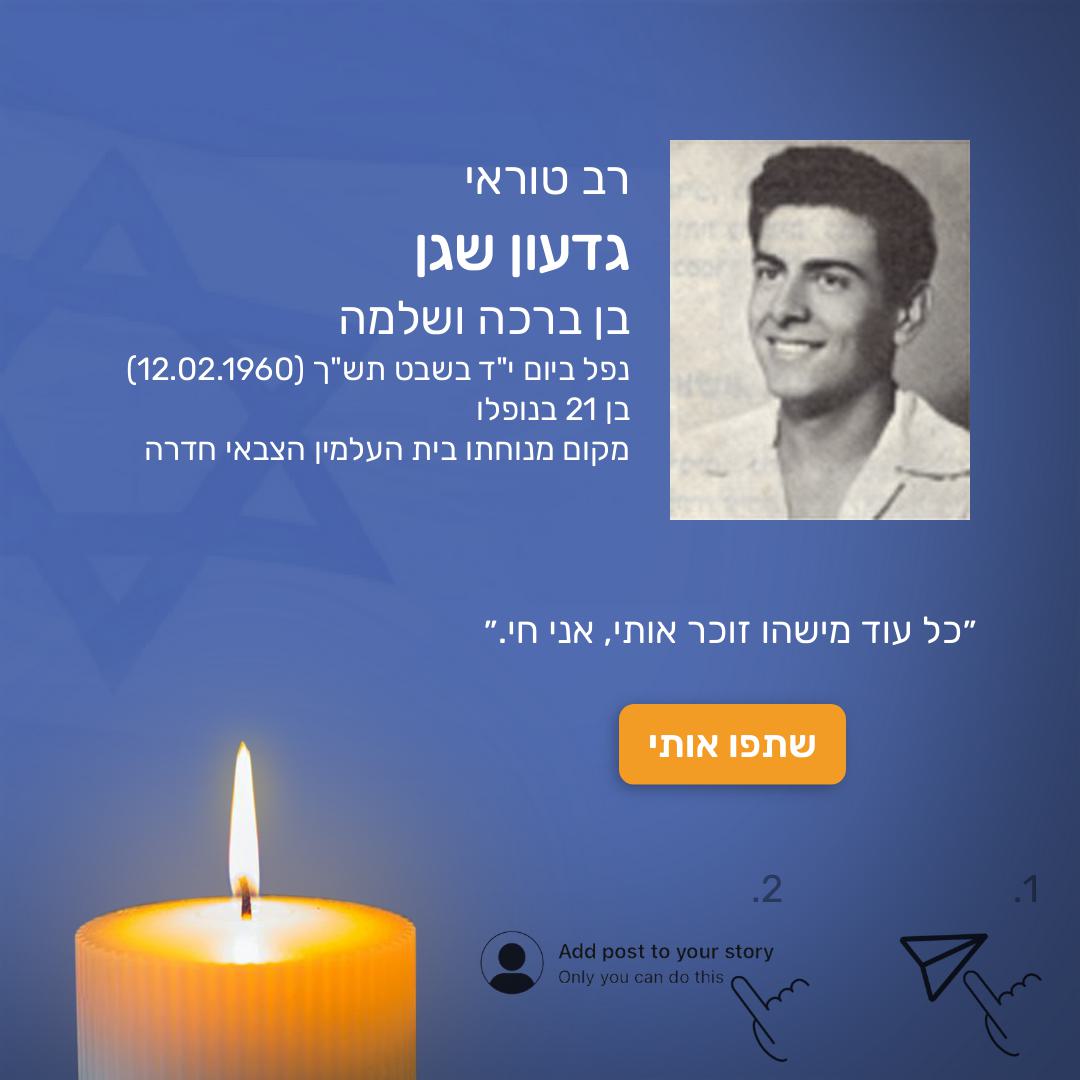 רב טוראי
גדעון שגן
בן ברכה ושלמה
נפל ביום י"ד בשבט תש"ך (12.02.1960)
בן 21 בנופלו
מקום מנוחתו בית העלמין הצבאי חדרה
״כל עוד מישהו זוכר אותי, אני חי.״
שתפו אותי
1.
2.
Add post to your story
Only you can do this